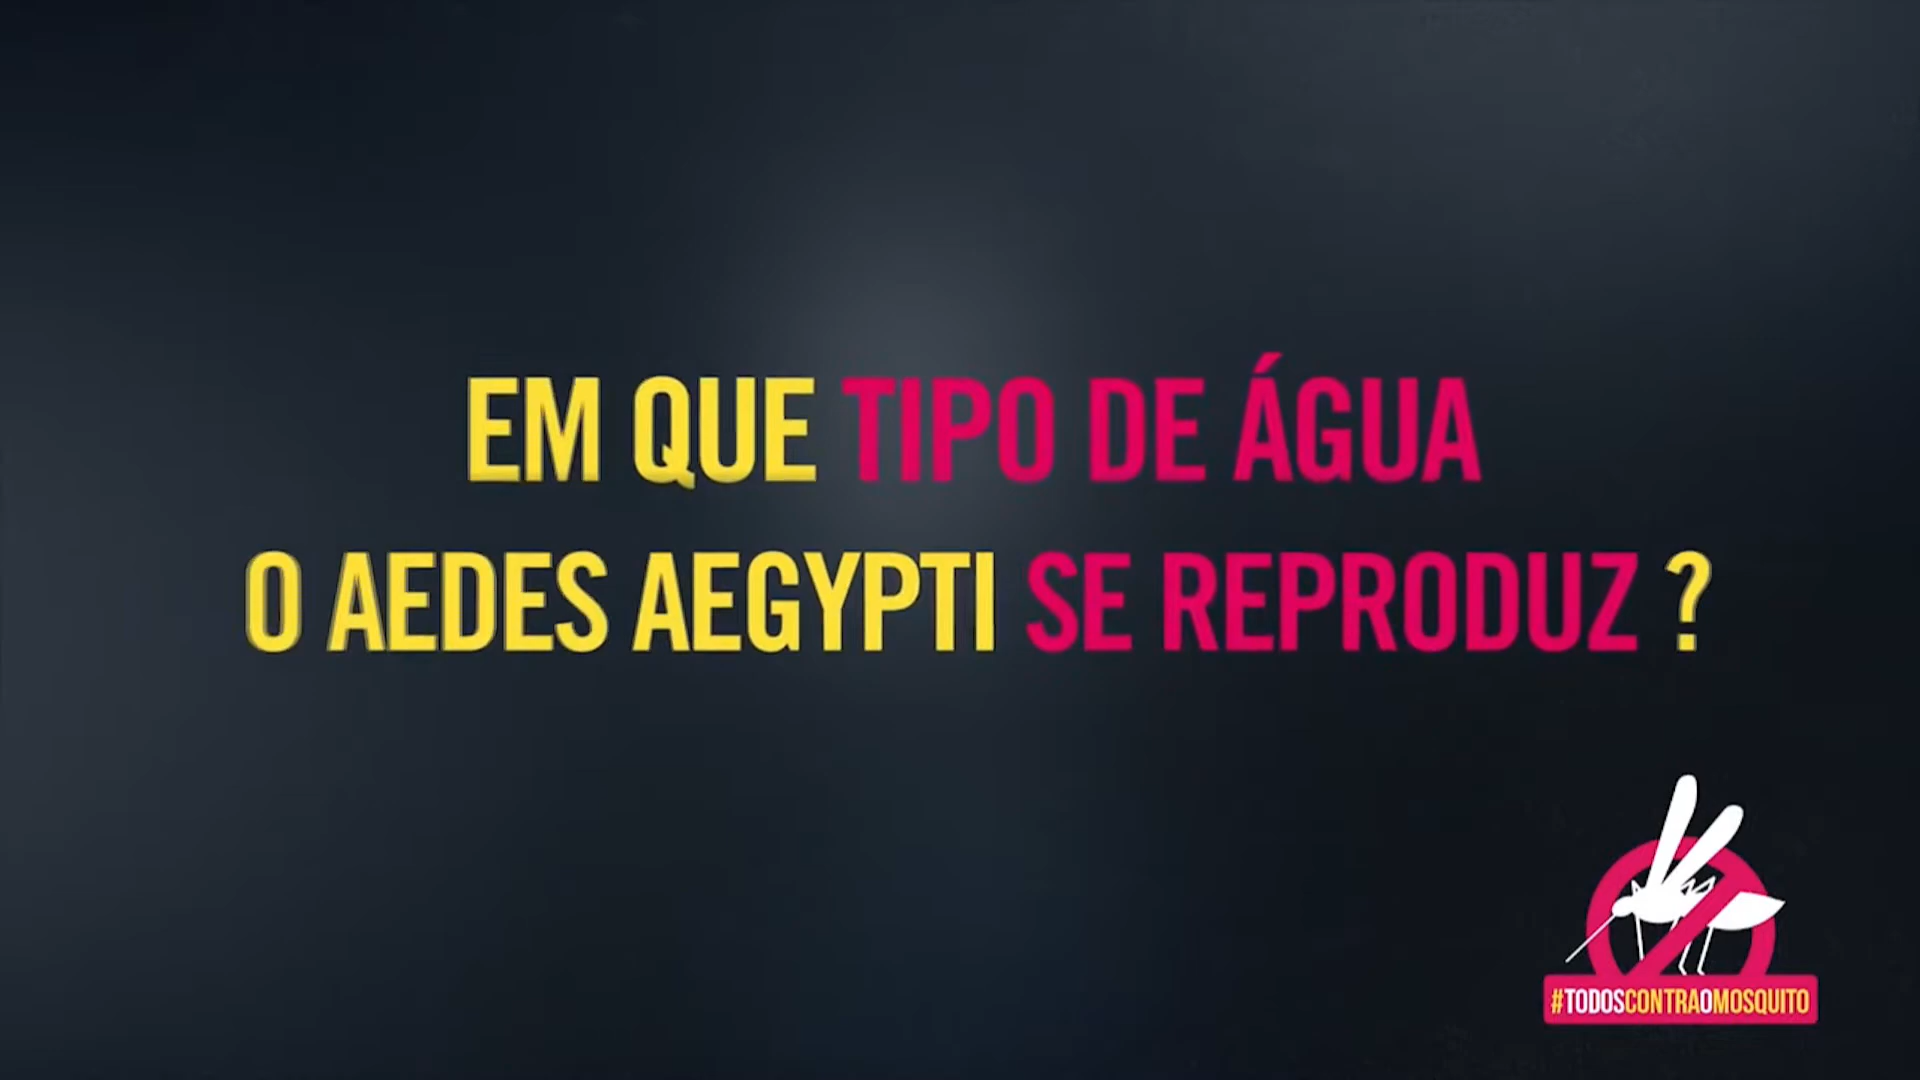 EM QUE TIPO DE ÁGUA
O AEDES AEGYPTI SE REPRODUZ ?
#TODOSCONTRAOMOSQUITO